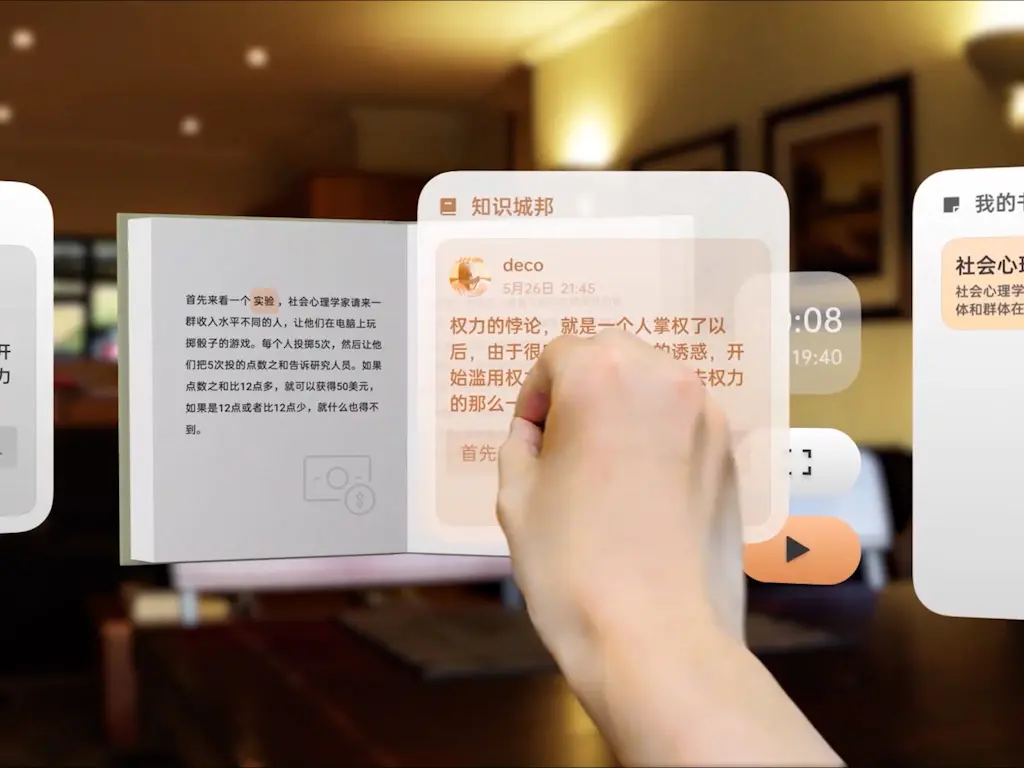 开
力
首先来看一个 实验 ，社会心理学家请来一
群收入水平不同的人，让他们在电脑上玩
掷骰子的游戏。每个人投掷5次，然后让他
们把5次投的点数之和告诉研究人员。如果
点数之和比12点多，就可以获得50美元，
如果是12点或者比12点少，就什么也得不
到。
知识城邦
deco
5月26日 21:45
权力的悖论，就是一个人掌权了以
后，由于很 的诱惑，开
始滥用权 去权力
的那么一
首先
:08
19:40
我的
社会心理
社会心理学
体和群体在